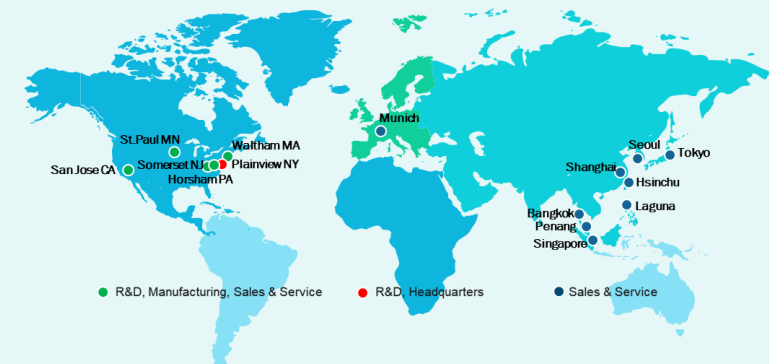 Munich
St.Paul MN
Waltham MA
Seoul
Tokyo
San Jose CA
Somerset NJ
Plainview NY
Shanghai
Horsham PA
Hsinchu
Laguna
Bangkok
Penang
Singapore
R&D, Manufacturing, Sales & Service
R&D, Headquarters
Sales & Service